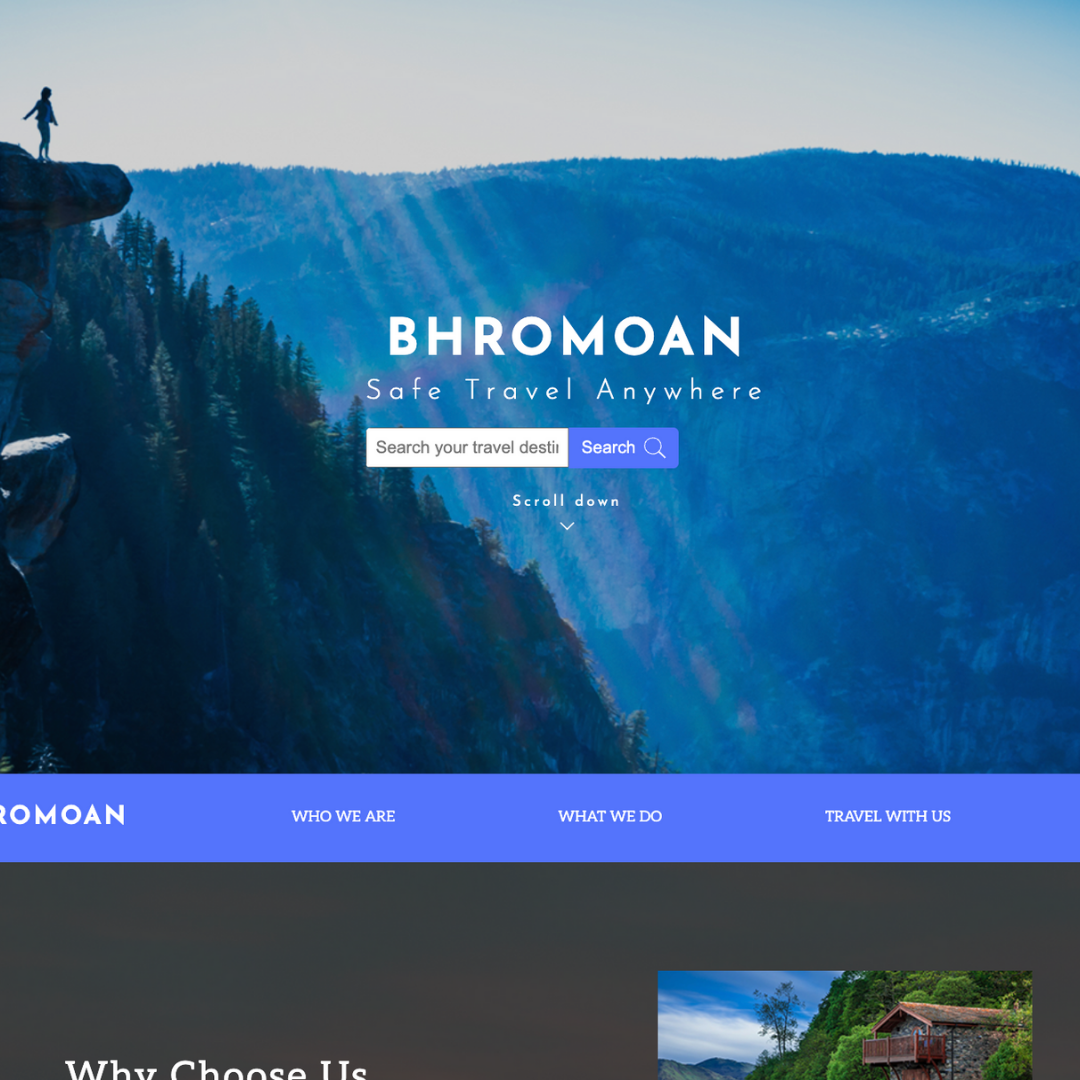 BHROMOAN
Safe Travel Anywhere
Search your travel desti
Search
Scroll down
ROMOAN
WHO WE ARE
WHAT WE DO
TRAVEL WITH US
Why Choose Us